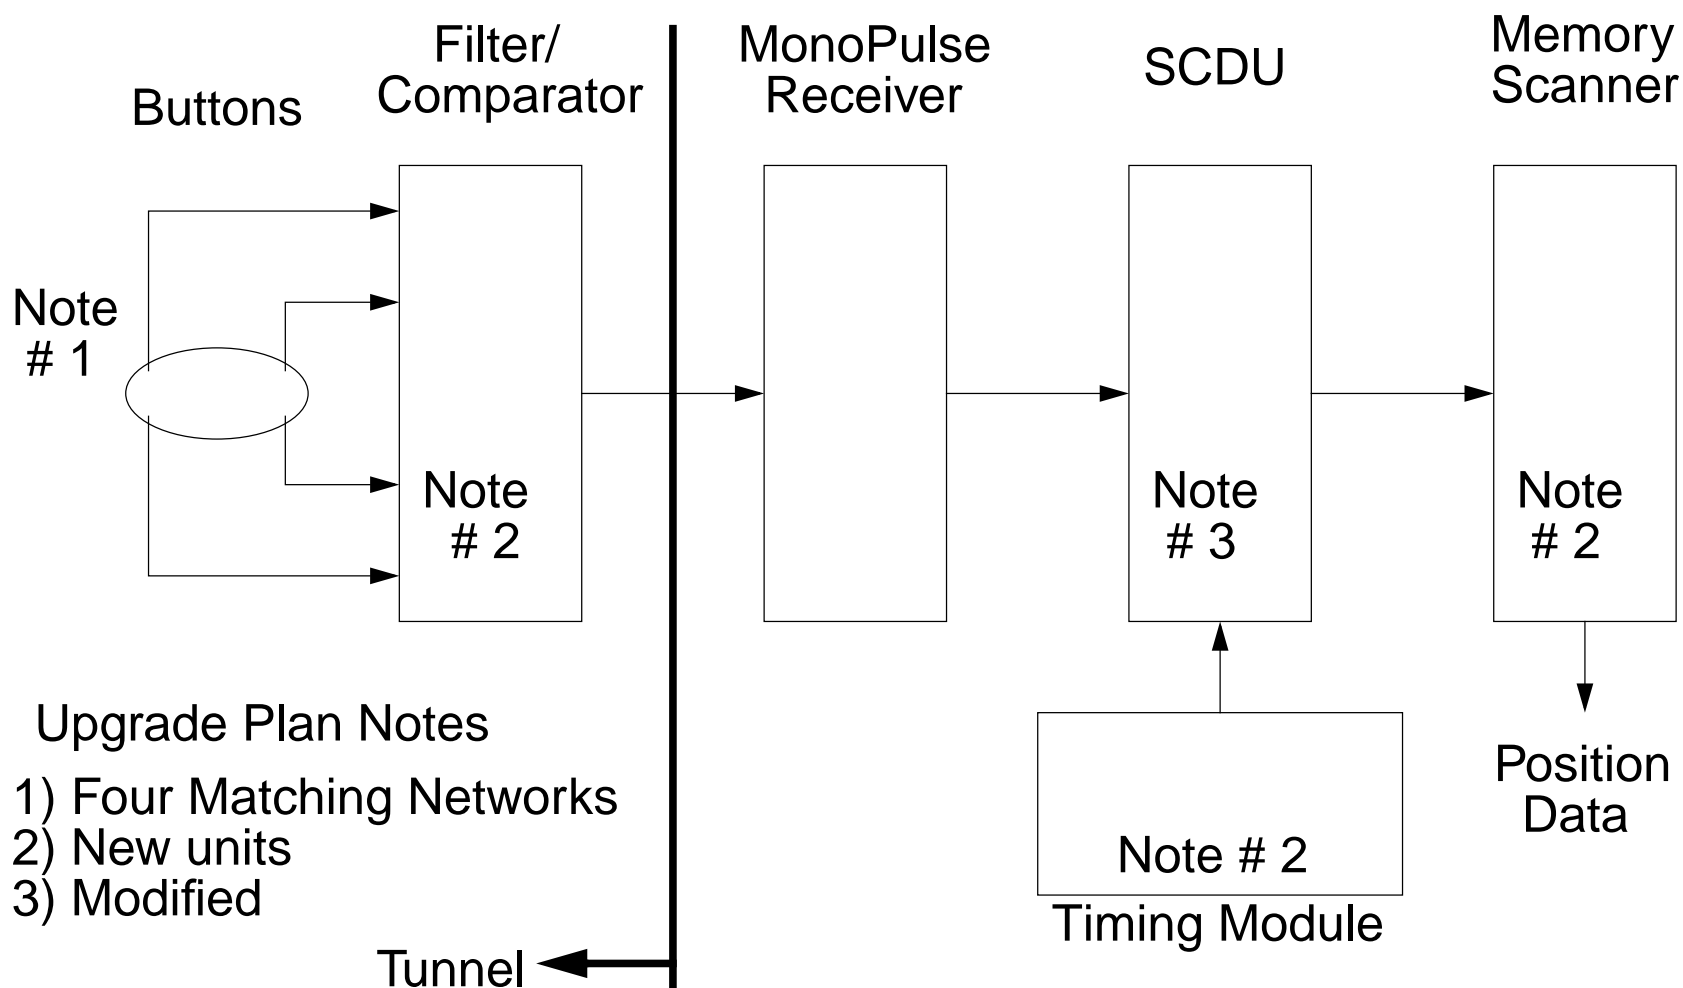 Buttons
Filter/
Comparator
MonoPulse
Receiver
SCDU
Memory
Scanner
Note
# 1
Note
# 2
Note
# 3
Note
# 2
Upgrade Plan Notes
1) Four Matching Networks
2) New units
3) Modified
Tunnel
Note # 2
Timing Module
Position
Data